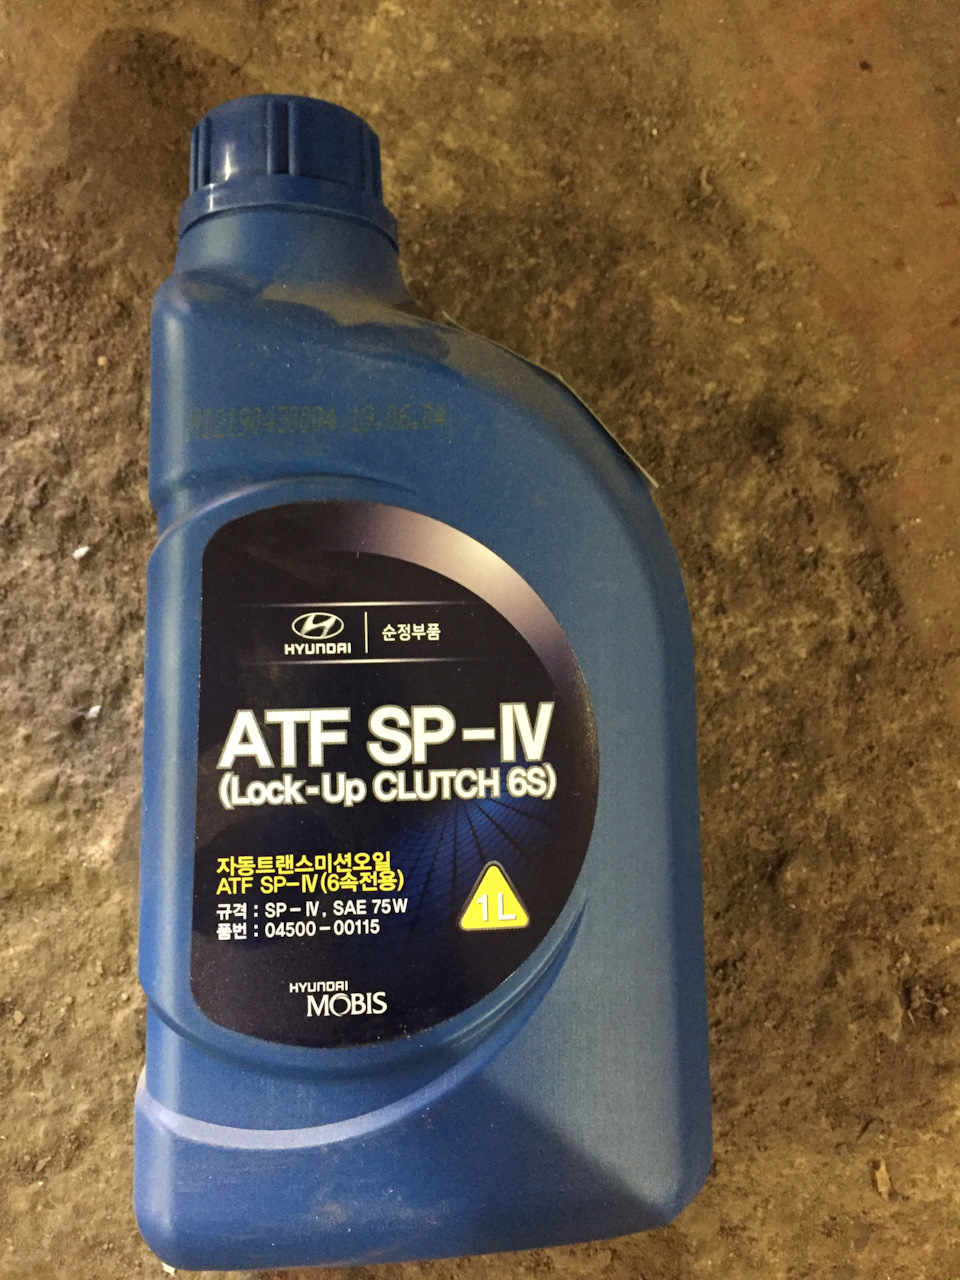 HYUNDAI
순정부품
ATF SP-IV
(Lock-Up CLUTCH 6S)
자동트랜스미션오일
ATF SP-IV(6속전용)
규격 : SP-IV, SAE 75W
품번 : 04500-00115
1L
HYUNDAI
MOBIS